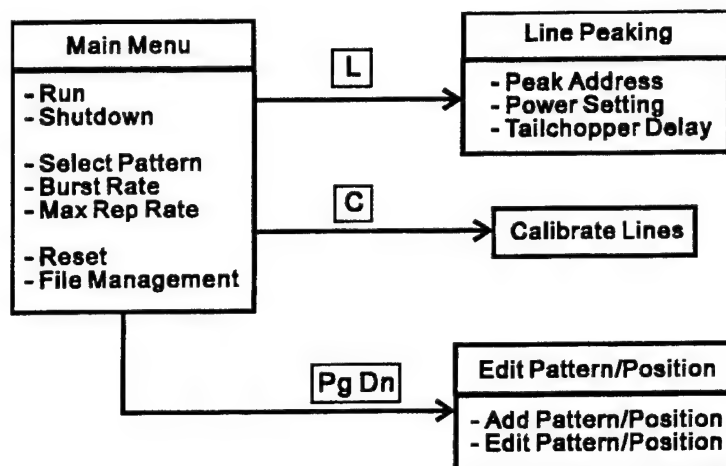 Main Menu
- Run
- Shutdown
- Select Pattern
- Burst Rate
- Max Rep Rate
- Reset
- File Management
L
Line Peaking
- Peak Address
- Power Setting
- Tailchopper Delay
C
Calibrate Lines
Pg Dn
Edit Pattern/Position
- Add Pattern/Position
- Edit Pattern/Position